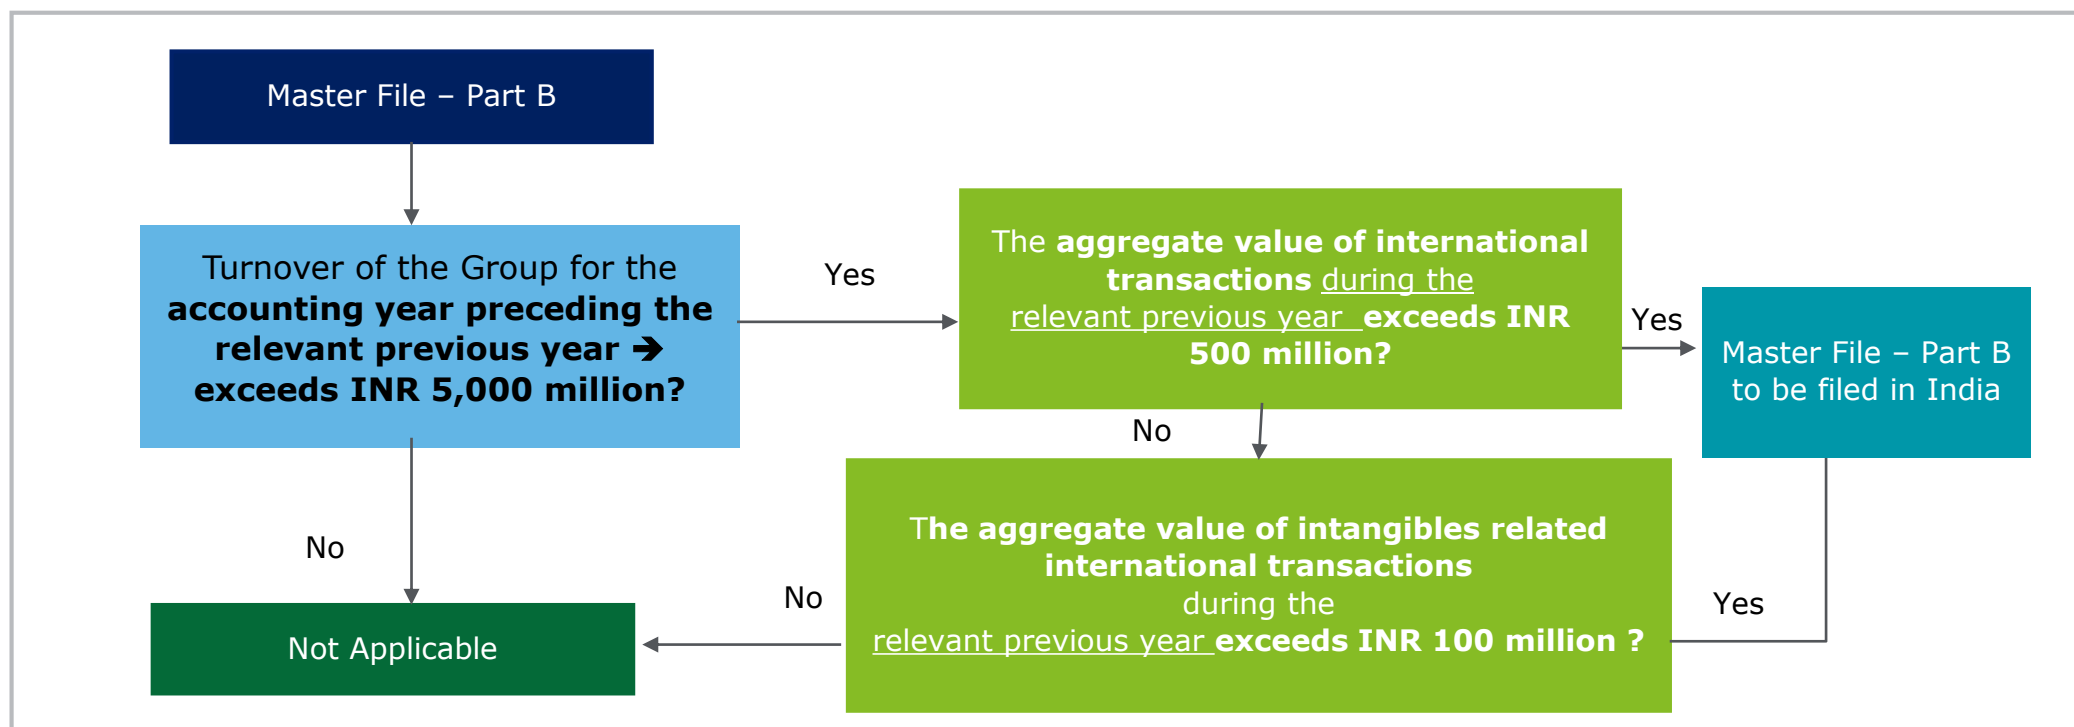 Master File – Part B
Turnover of the Group for the
accounting year preceding the
relevant previous year ➔
exceeds INR 5,000 million?
Yes
The aggregate value of international
transactions during the
relevant previous year exceeds INR
500 million?
Yes
Master File – Part B
to be filed in India
No
The aggregate value of intangibles related
international transactions
during the
relevant previous year exceeds INR 100 million ?
No
No
Yes
Not Applicable